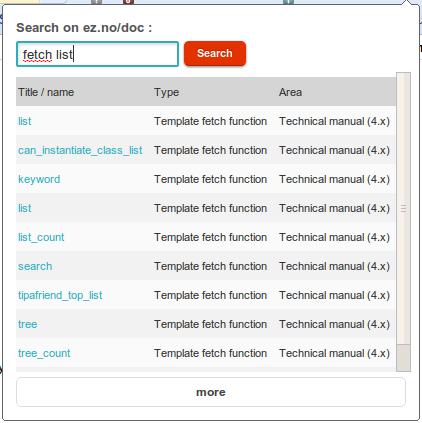 Search on ez.no/doc :
fetch list Search
Title / name Type Area
list Template fetch function Technical manual (4.x)
can_instantiate_class_list Template fetch function Technical manual (4.x)
keyword Template fetch function Technical manual (4.x)
list Template fetch function Technical manual (4.x)
list_count Template fetch function Technical manual (4.x)
search Template fetch function Technical manual (4.x)
tipafriend_top_list Template fetch function Technical manual (4.x)
tree Template fetch function Technical manual (4.x)
tree_count Template fetch function Technical manual (4.x)
more